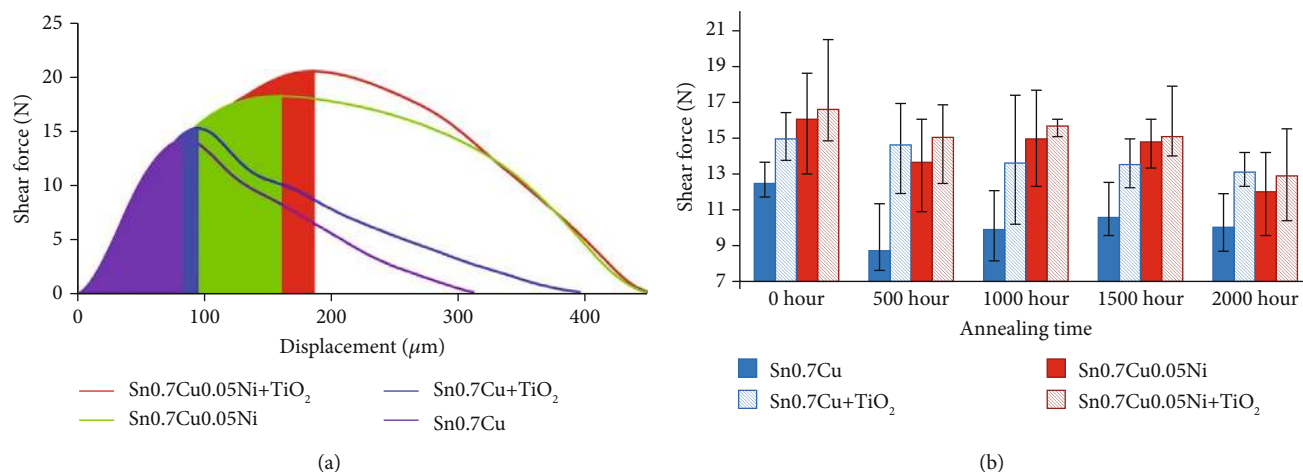 25
20
15
10
5
0
Shear force (N)
0 100 200 300 400
Displacement (μm)
Sn0.7Cu0.05Ni+TiO₂
Sn0.7Cu+TiO₂
Sn0.7Cu0.05Ni
Sn0.7Cu
(a)
21
19
17
16
15
13
11
9
7
Shear force (N)
0 hour 500 hour 1000 hour 1500 hour 2000 hour
Annealing time
Sn0.7Cu
Sn0.7Cu0.05Ni
Sn0.7Cu+TiO₂
Sn0.7Cu0.05Ni+TiO₂
(b)